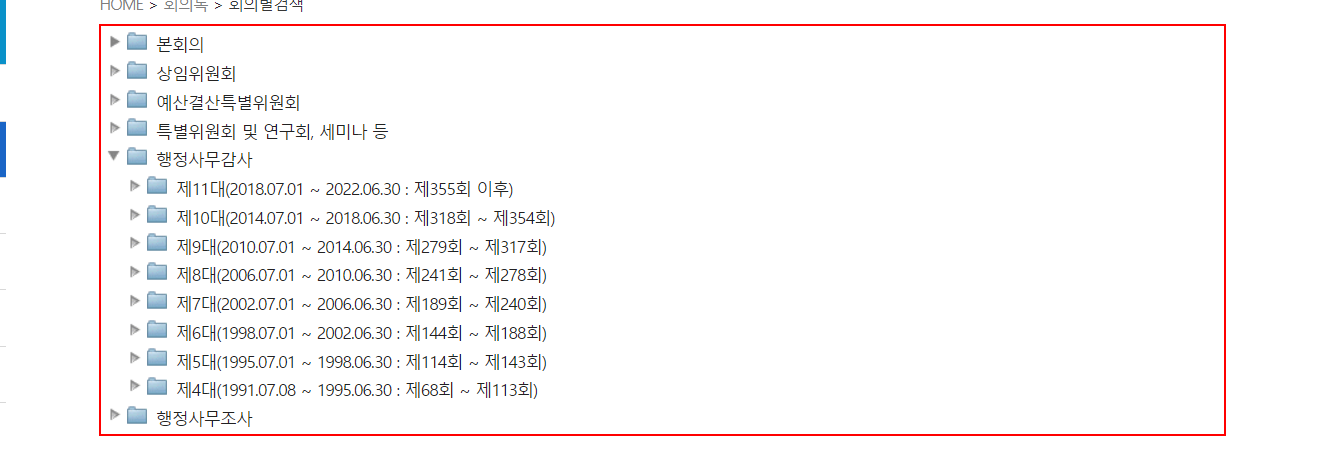 HOME > 회의록 > 회의별검색
본회의
상임위원회
예산결산특별위원회
특별위원회 및 연구회, 세미나 등
행정사무감사
제11대(2018.07.01 ~ 2022.06.30 : 제355회 이후)
제10대(2014.07.01 ~ 2018.06.30 : 제318회 ~ 제354회)
제9대(2010.07.01 ~ 2014.06.30 : 제279회 ~ 제317회)
제8대(2006.07.01 ~ 2010.06.30 : 제241회 ~ 제278회)
제7대(2002.07.01 ~ 2006.06.30 : 제189회 ~ 제240회)
제6대(1998.07.01 ~ 2002.06.30 : 제144회 ~ 제188회)
제5대(1995.07.01 ~ 1998.06.30 : 제114회 ~ 제143회)
제4대(1991.07.08 ~ 1995.06.30 : 제68회 ~ 제113회)
행정사무조사